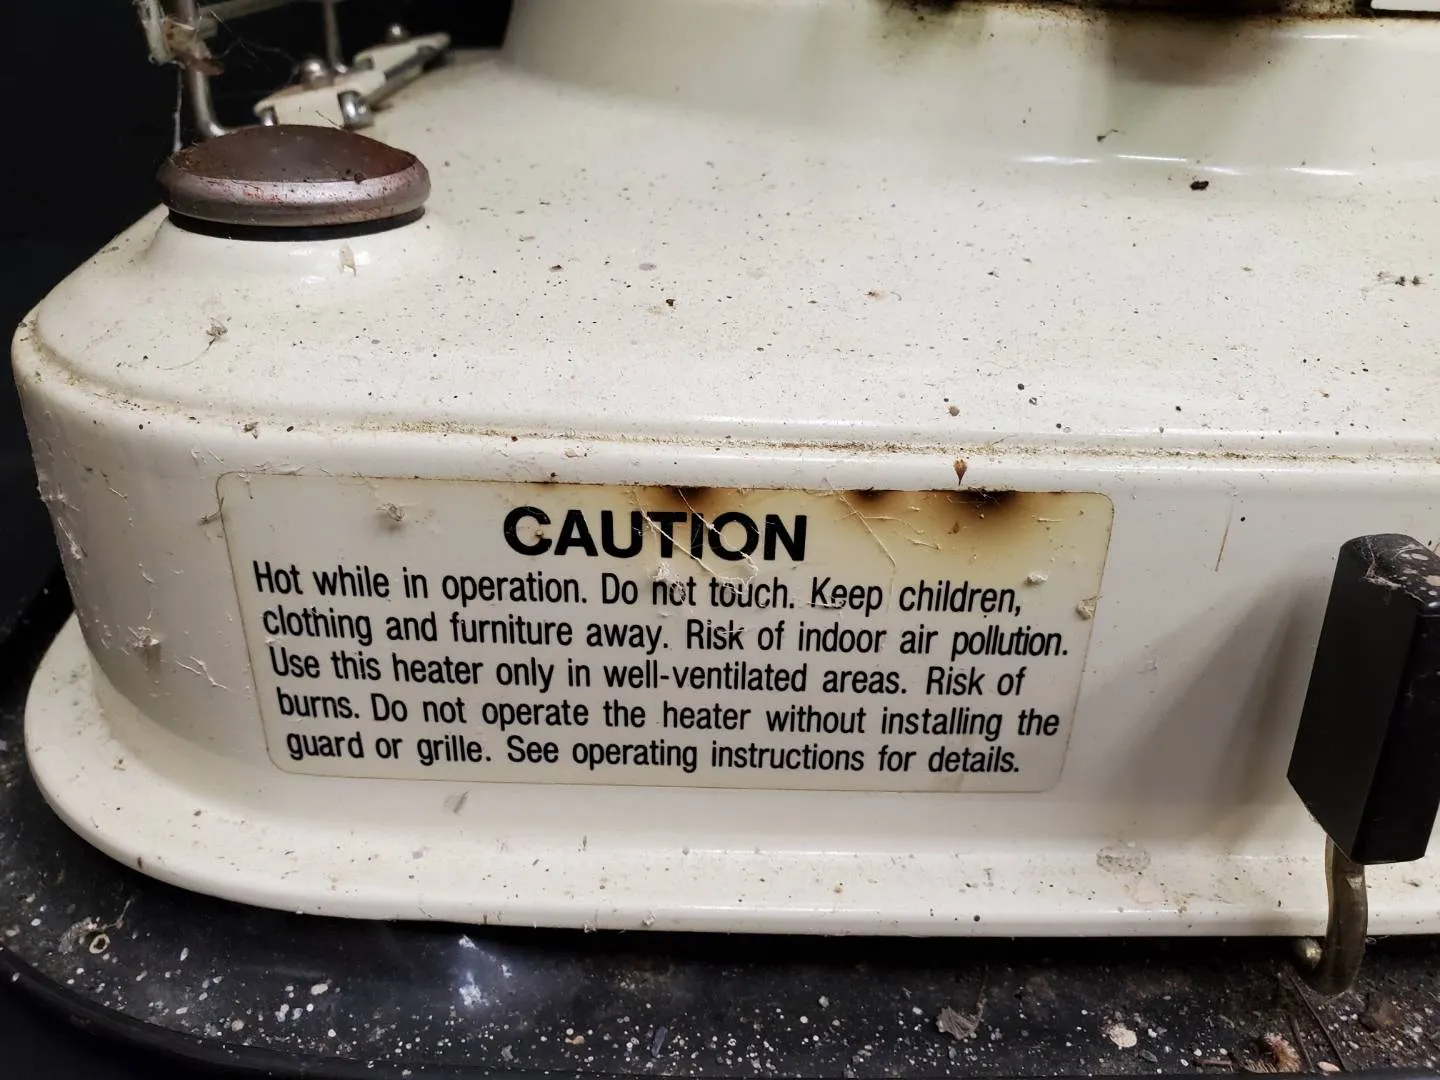 CAUTION
Hot while in operation. Do not touch. Keep children,
clothing and furniture away. Risk of indoor air pollution.
Use this heater only in well-ventilated areas. Risk of
burns. Do not operate the heater without installing the
guard or grille. See operating instructions for details.